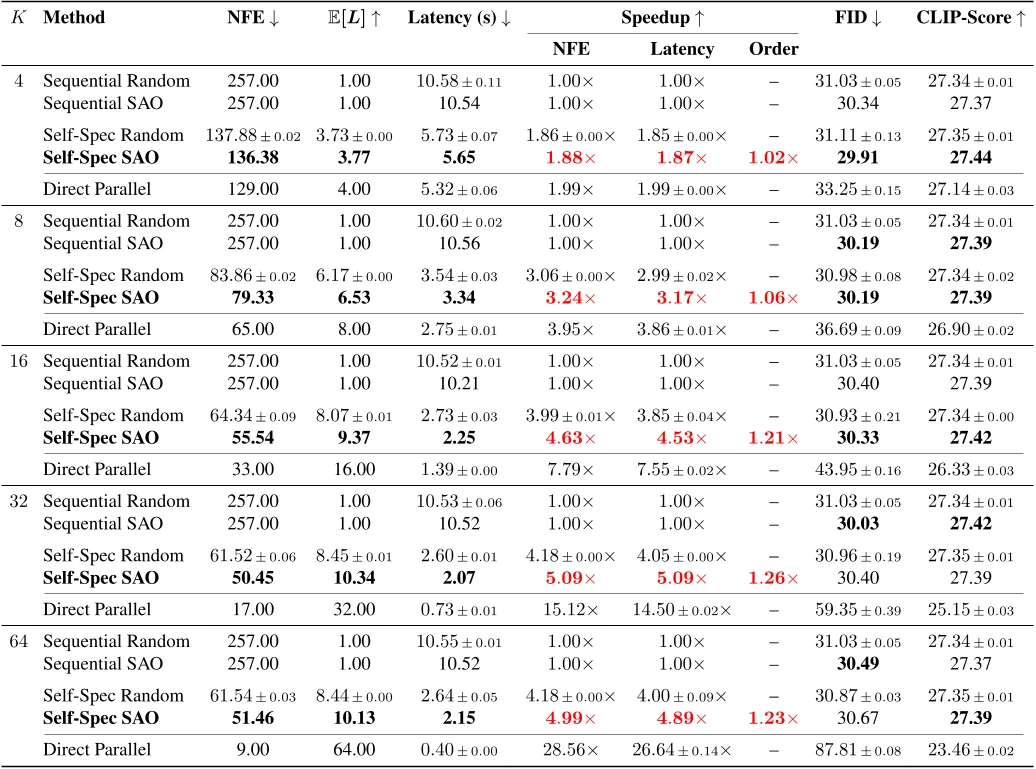 K Method NFE ↓ 𝔼[L] ↑ Latency (s) ↓ Speedup ↑ FID ↓ CLIP-Score ↑
NFE Latency Order
4 Sequential Random 257.00 1.00 10.58 ± 0.11 1.00× 1.00× – 31.03 ± 0.05 27.34 ± 0.01
Sequential SAO 257.00 1.00 10.54 1.00× 1.00× – 30.34 27.37
Self-Spec Random 137.88 ± 0.02 3.73 ± 0.00 5.73 ± 0.07 1.86 ± 0.00× 1.85 ± 0.00× – 31.11 ± 0.13 27.35 ± 0.01
Self-Spec SAO 136.38 3.77 5.65 1.88× 1.87× 1.02× 29.91 27.44
Direct Parallel 129.00 4.00 5.32 ± 0.06 1.99× 1.99 ± 0.00× – 33.25 ± 0.15 27.14 ± 0.03
8 Sequential Random 257.00 1.00 10.60 ± 0.02 1.00× 1.00× – 31.03 ± 0.05 27.34 ± 0.01
Sequential SAO 257.00 1.00 10.56 1.00× 1.00× – 30.19 27.39
Self-Spec Random 83.86 ± 0.02 6.17 ± 0.00 3.54 ± 0.03 3.06 ± 0.00× 2.99 ± 0.02× – 30.98 ± 0.08 27.34 ± 0.02
Self-Spec SAO 79.33 6.53 3.34 3.24× 3.17× 1.06× 30.19 27.39
Direct Parallel 65.00 8.00 2.75 ± 0.01 3.95× 3.86 ± 0.01× – 36.69 ± 0.09 26.90 ± 0.02
16 Sequential Random 257.00 1.00 10.52 ± 0.01 1.00× 1.00× – 31.03 ± 0.05 27.34 ± 0.01
Sequential SAO 257.00 1.00 10.21 1.00× 1.00× – 30.40 27.39
Self-Spec Random 64.34 ± 0.09 8.07 ± 0.01 2.73 ± 0.03 3.99 ± 0.01× 3.85 ± 0.04× – 30.93 ± 0.21 27.34 ± 0.00
Self-Spec SAO 55.54 9.37 2.25 4.63× 4.53× 1.21× 30.33 27.42
Direct Parallel 33.00 16.00 1.39 ± 0.00 7.79× 7.55 ± 0.02× – 43.95 ± 0.16 26.33 ± 0.03
32 Sequential Random 257.00 1.00 10.53 ± 0.06 1.00× 1.00× – 31.03 ± 0.05 27.34 ± 0.01
Sequential SAO 257.00 1.00 10.52 1.00× 1.00× – 30.03 27.42
Self-Spec Random 61.52 ± 0.06 8.45 ± 0.01 2.60 ± 0.01 4.18 ± 0.00× 4.05 ± 0.00× – 30.96 ± 0.19 27.35 ± 0.01
Self-Spec SAO 50.45 10.34 2.07 5.09× 5.09× 1.26× 30.40 27.39
Direct Parallel 17.00 32.00 0.73 ± 0.01 15.12× 14.50 ± 0.02× – 59.35 ± 0.39 25.15 ± 0.03
64 Sequential Random 257.00 1.00 10.55 ± 0.01 1.00× 1.00× – 31.03 ± 0.05 27.34 ± 0.01
Sequential SAO 257.00 1.00 10.52 1.00× 1.00× – 30.49 27.37
Self-Spec Random 61.54 ± 0.03 8.44 ± 0.00 2.64 ± 0.05 4.18 ± 0.00× 4.00 ± 0.09× – 30.87 ± 0.03 27.35 ± 0.01
Self-Spec SAO 51.46 10.13 2.15 4.99× 4.89× 1.23× 30.67 27.39
Direct Parallel 9.00 64.00 0.40 ± 0.00 28.56× 26.64 ± 0.14× – 87.81 ± 0.08 23.46 ± 0.02